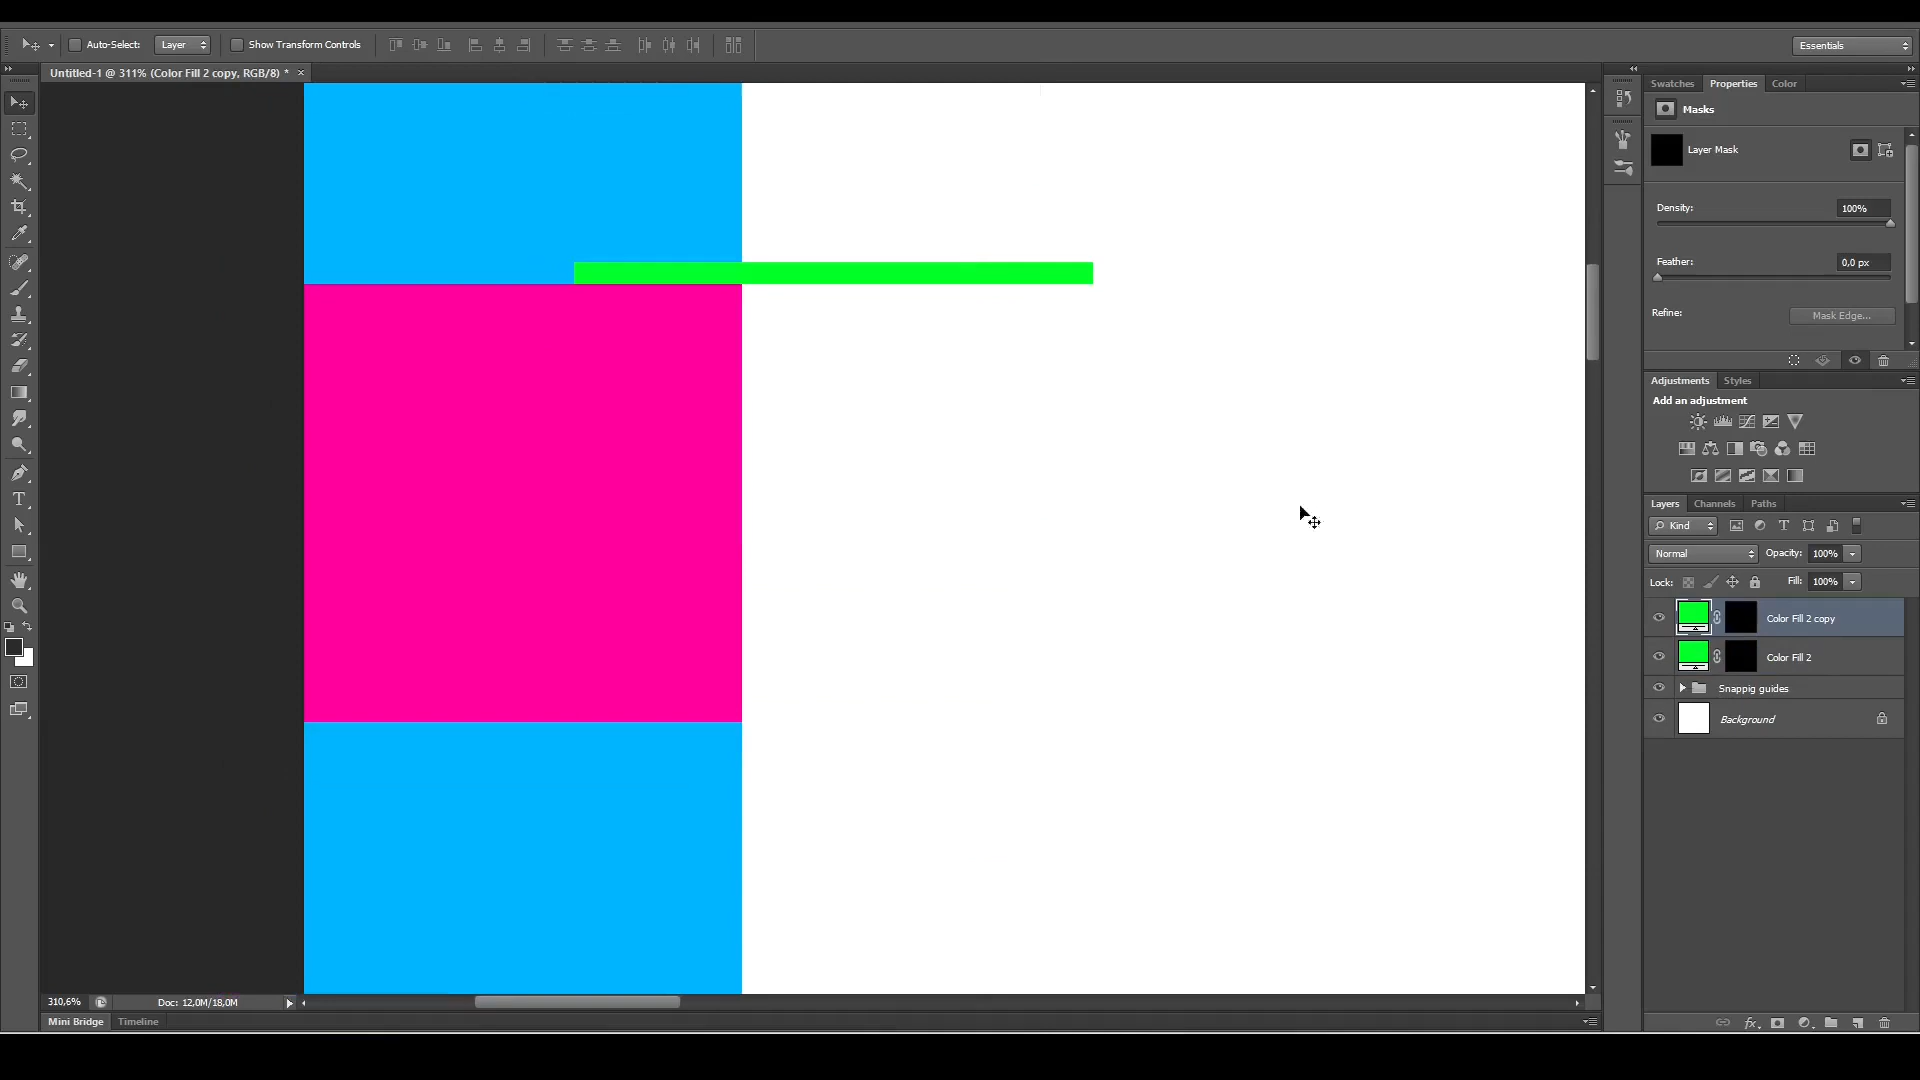 Auto-Select: Layer Show Transform Controls Essentials
Untitled-1 @ 311% (Color Fill 2 copy, RGB/8) * ×
Swatches Properties Color
Masks
Layer Mask
Density: 100%
Feather: 0,0 px
Refine: Mask Edge...
Adjustments Styles
Add an adjustment
Layers Channels Paths
Kind
Normal Opacity: 100%
Lock: Fill: 100%
Color Fill 2 copy
Color Fill 2
Snappig guides
Background
310,6% Doc: 12,0M/18,0M
Mini Bridge Timeline